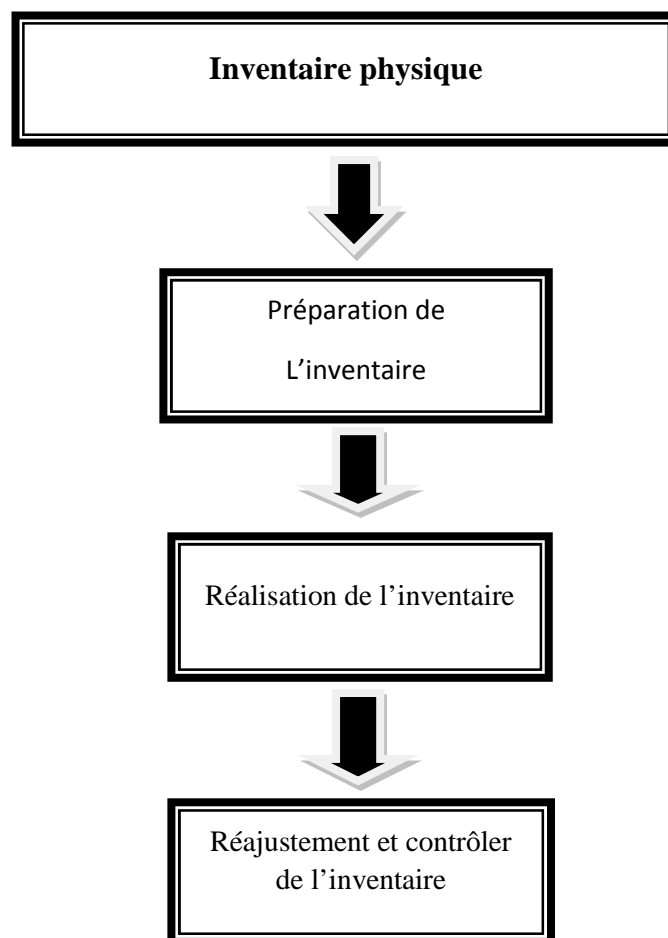 Inventaire physique
Préparation de
L’inventaire
Réalisation de l’inventaire
Réajustement et contrôler
de l’inventaire